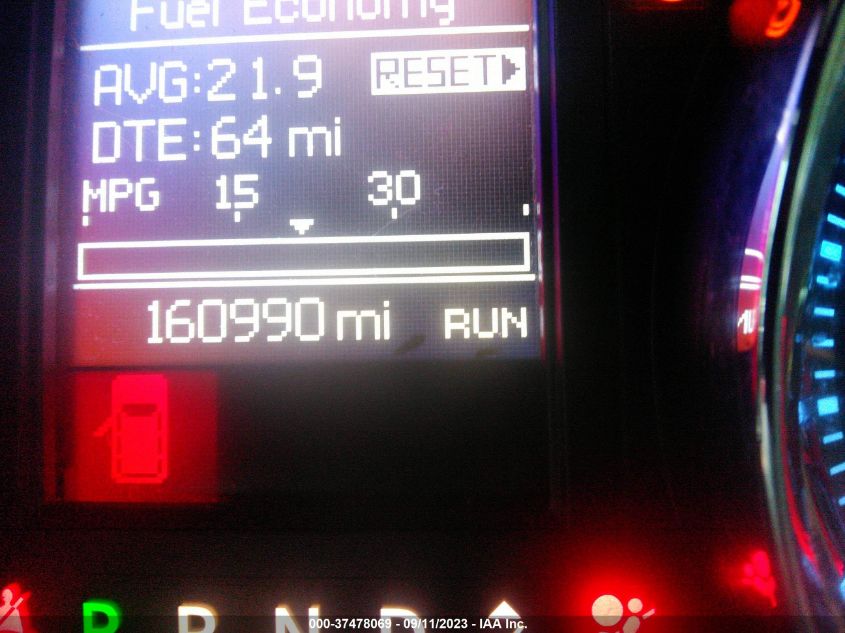 Fuel Economy
AVG:21.9 RESET
DTE:64 mi
MPG 15 30
160990 mi RUN
P R N D
000-37478069 - 09/11/2023 - IAA Inc.